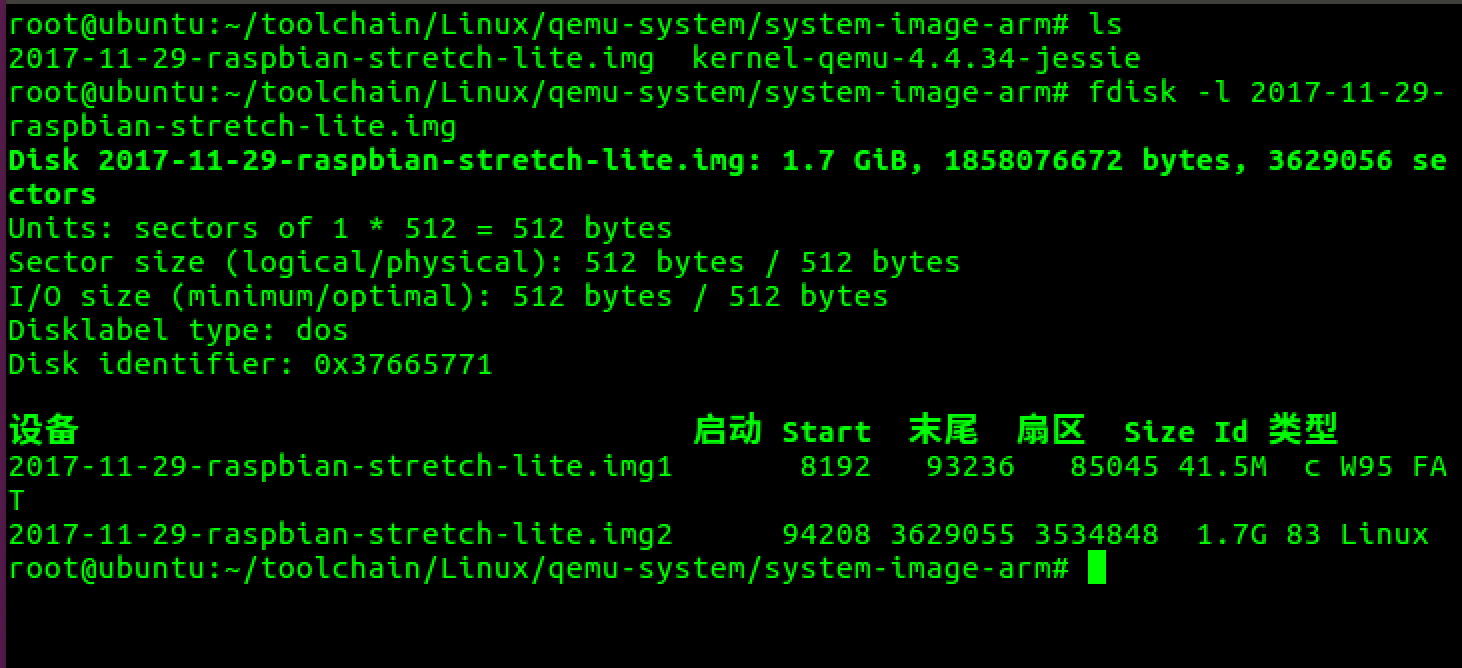 root@ubuntu:~/toolchain/Linux/qemu-system/system-image-arm# ls
2017-11-29-raspbian-stretch-lite.img  kernel-qemu-4.4.34-jessie
root@ubuntu:~/toolchain/Linux/qemu-system/system-image-arm# fdisk -l 2017-11-29-
raspbian-stretch-lite.img
Disk 2017-11-29-raspbian-stretch-lite.img: 1.7 GiB, 1858076672 bytes, 3629056 se
ctors
Units: sectors of 1 * 512 = 512 bytes
Sector size (logical/physical): 512 bytes / 512 bytes
I/O size (minimum/optimal): 512 bytes / 512 bytes
Disklabel type: dos
Disk identifier: 0x37665771
设备 启动 Start 末尾 扇区 Size Id 类型
2017-11-29-raspbian-stretch-lite.img1 8192 93236 85045 41.5M c W95 FA
T
2017-11-29-raspbian-stretch-lite.img2 94208 3629055 3534848 1.7G 83 Linux
root@ubuntu:~/toolchain/Linux/qemu-system/system-image-arm#